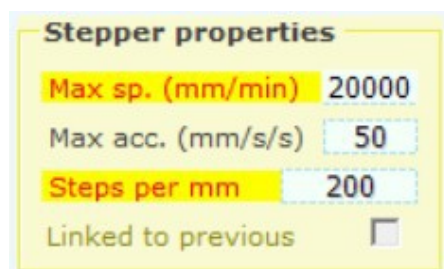 Stepper properties
Max sp. (mm/min) 20000
Max acc. (mm/s/s) 50
Steps per mm 200
Linked to previous